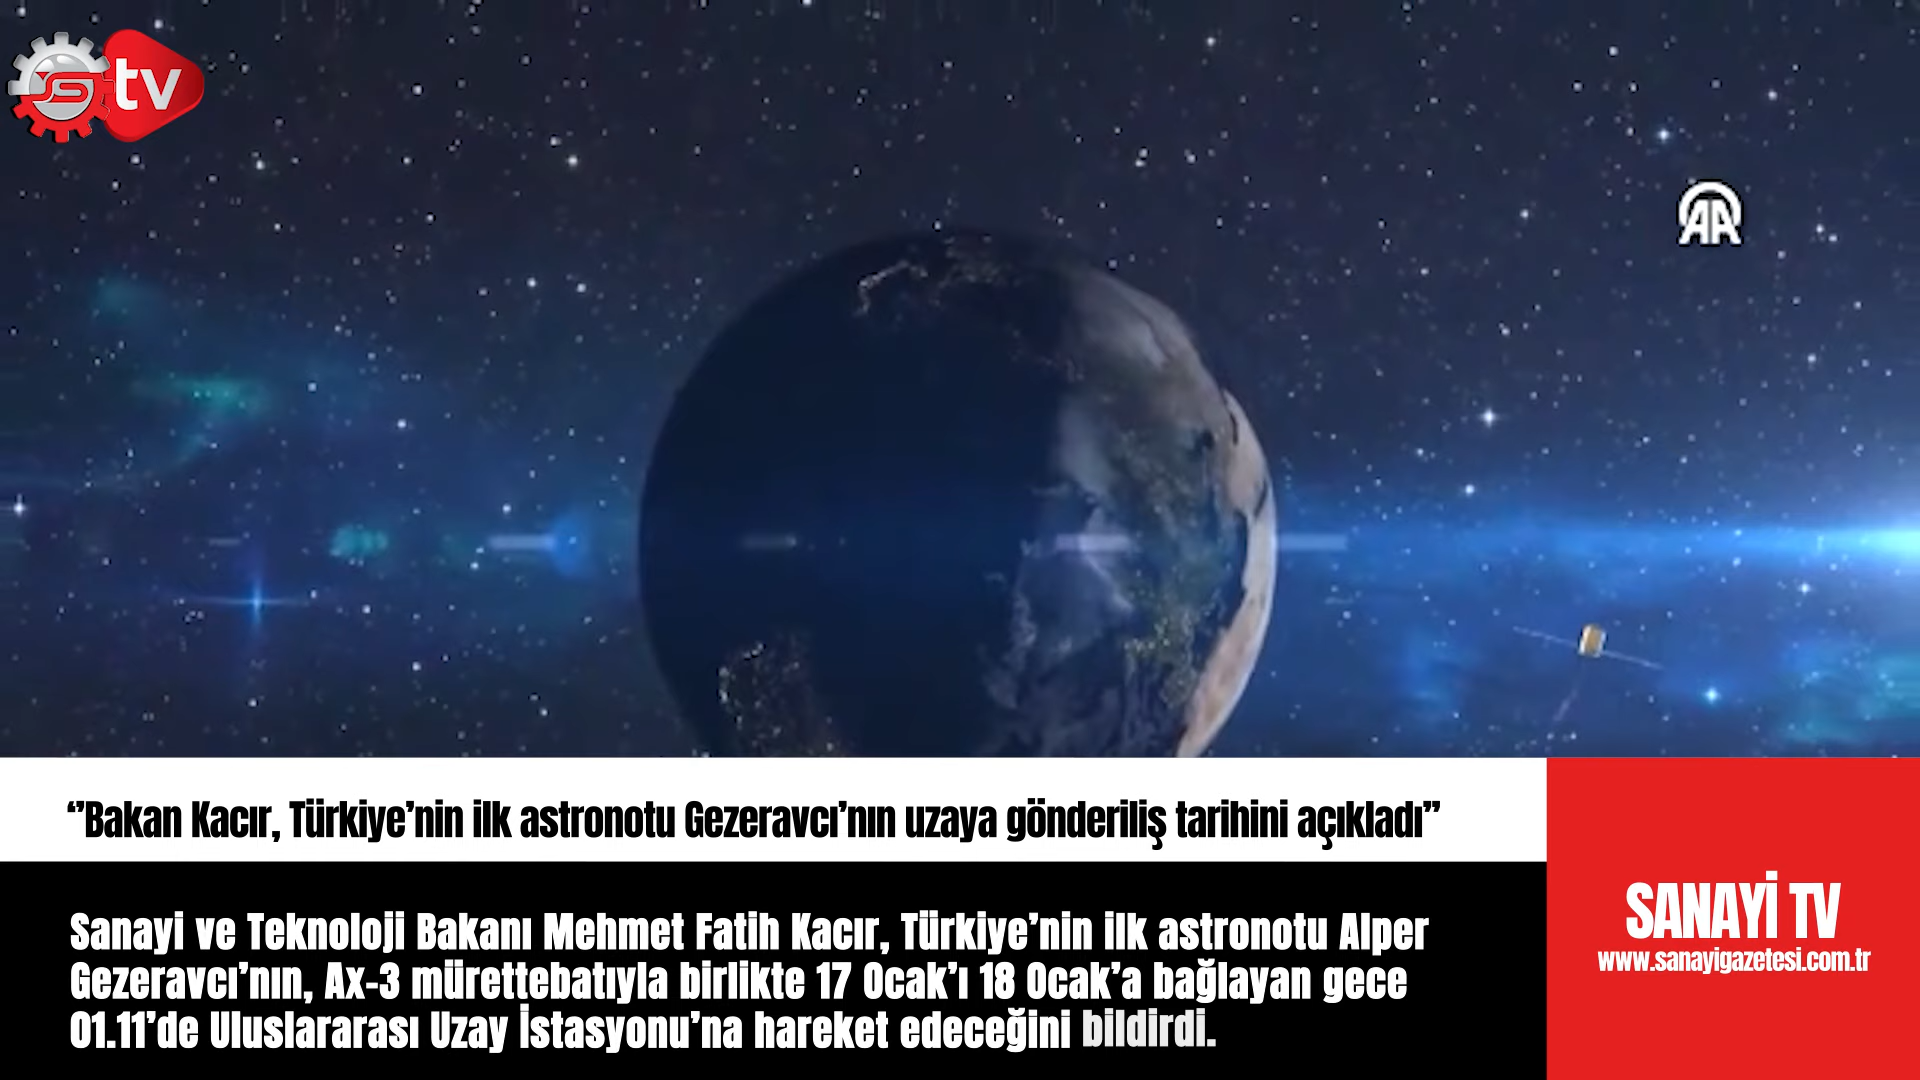 tv
AA
‘’Bakan Kacır, Türkiye’nin ilk astronotu Gezeravcı’nın uzaya gönderiliş tarihini açıkladı’’
Sanayi ve Teknoloji Bakanı Mehmet Fatih Kacır, Türkiye’nin ilk astronotu Alper
Gezeravcı’nın, Ax-3 mürettebatıyla birlikte 17 Ocak’ı 18 Ocak’a bağlayan gece
01.11’de Uluslararası Uzay İstasyonu’na hareket edeceğini bildirdi.
SANAYİ TV
www.sanayigazetesi.com.tr